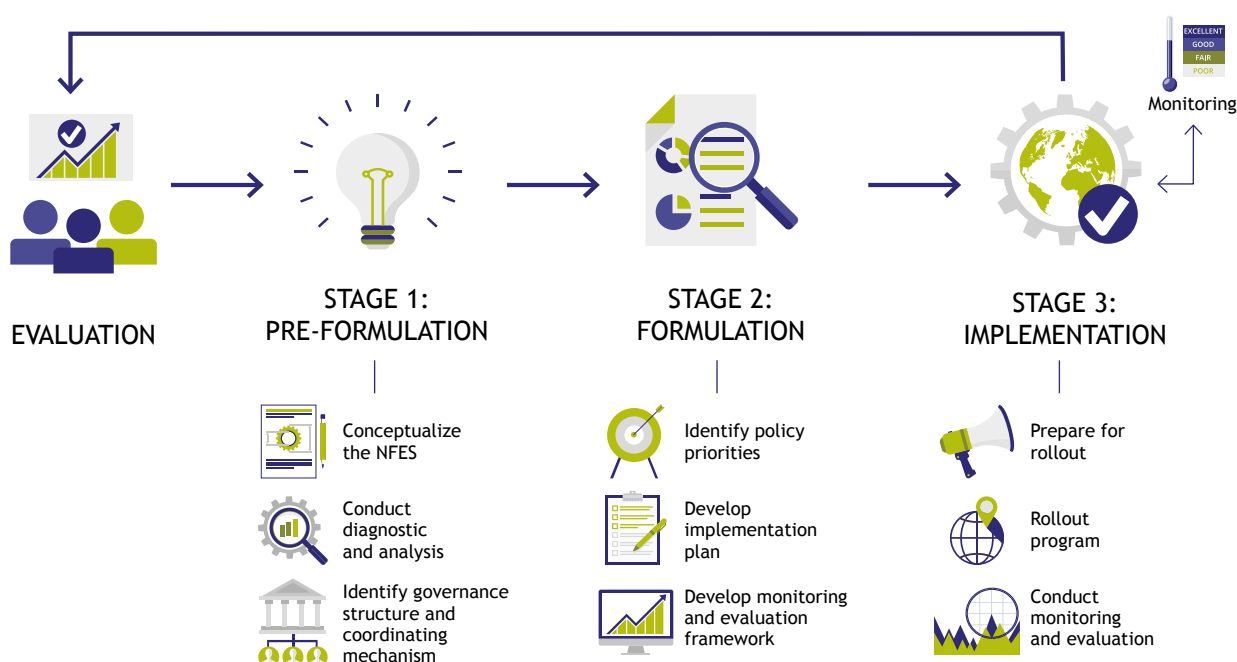 EXCELLENT
GOOD
FAIR
POOR
Monitoring
EVALUATION
STAGE 1:
PRE-FORMULATION
STAGE 2:
FORMULATION
STAGE 3:
IMPLEMENTATION
Conceptualize
the NFES
Conduct
diagnostic
and analysis
Identify governance
structure and
coordinating
mechanism
Identify policy
priorities
Develop
implementation
plan
Develop monitoring
and evaluation
framework
Prepare for
rollout
Rollout
program
Conduct
monitoring
and evaluation